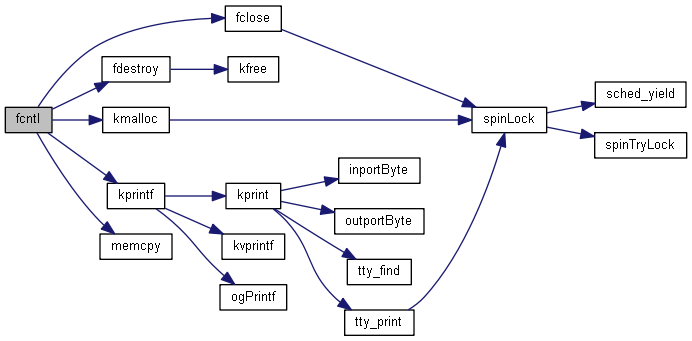 fcntl
fclose
fdestroy
kfree
kmalloc
kprintf
memcpy
kprint
kvprintf
ogPrintf
inportByte
outportByte
tty_find
tty_print
spinLock
sched_yield
spinTryLock